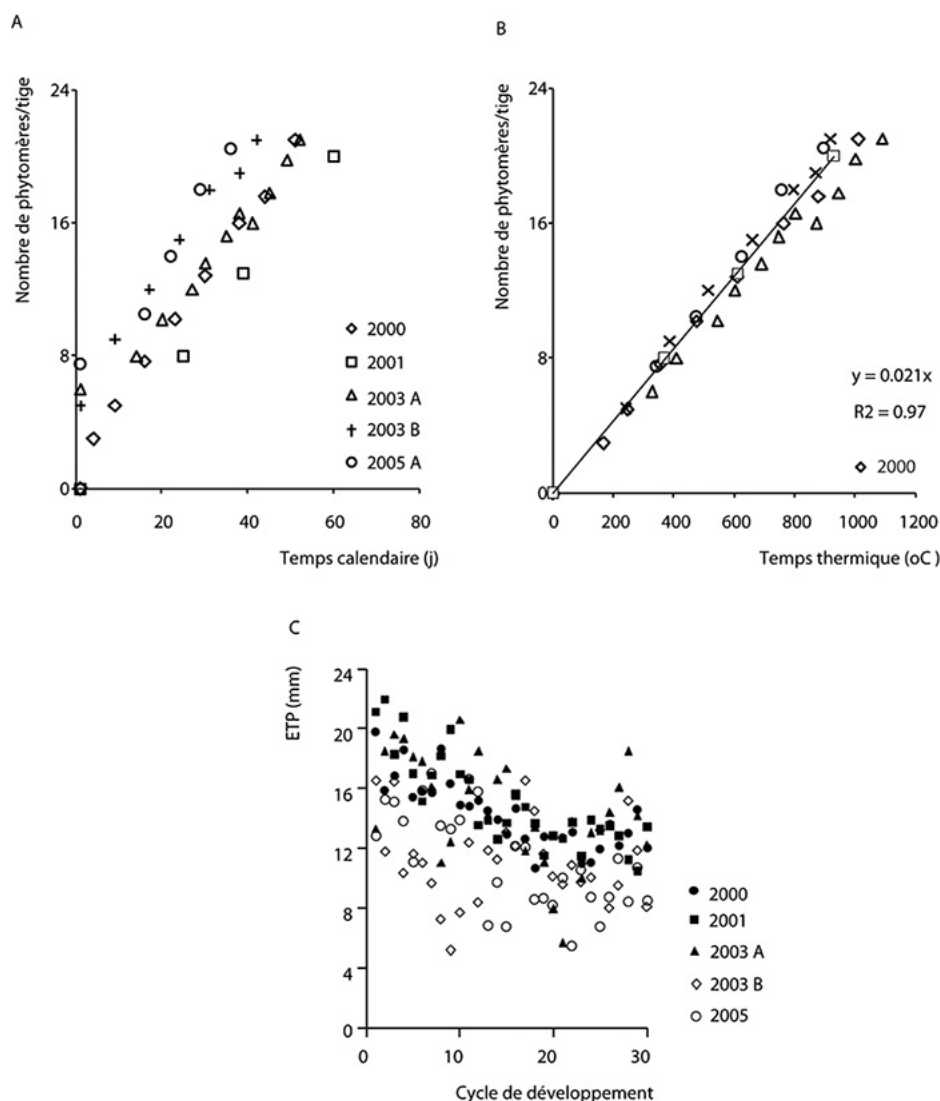 A
Nombre de phytomères/tige
24
16
8
0
0 20 40 60 80
Temps calendaire (j)
2000
2001
2003 A
2003 B
2005 A
B
Nombre de phytomères/tige
24
16
8
0
0 200 400 600 800 1000 1200
Temps thermique (oC )
y = 0.021x
R2 = 0.97
2000
C
ETP (mm)
24
20
16
12
8
4
0
0 10 20 30
Cycle de développement
2000
2001
2003 A
2003 B
2005